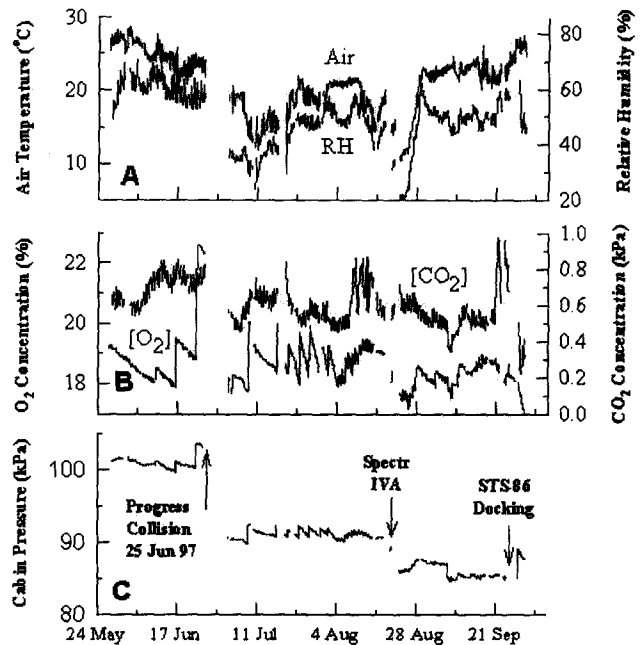 Air Temperature (°C)
30
20
10
Air
RH
A
80
60
40
20
Relative Humidity (%)
O2 Concentration (%)
22
20
18
[CO2]
[O2]
B
1.0
0.8
0.6
0.4
0.2
0.0
CO2 Concentration (kPa)
Cabin Pressure (kPa)
100
90
80
Progress
Collision
25 Jun 97
Spectr
IVA
STS-86
Docking
C
24 May
17 Jun
11 Jul
4 Aug
28 Aug
21 Sep